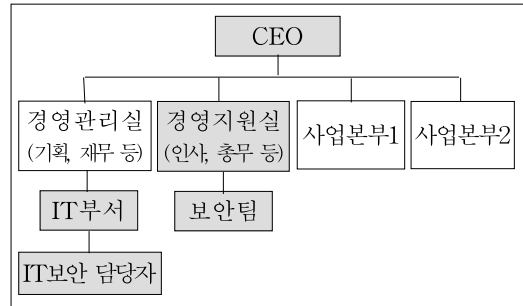 CEO
경영관리실 경영지원실 사업본부1 사업본부2
(기획, 재무 등) (인사, 총무 등)
IT부서 보안팀
IT보안 담당자